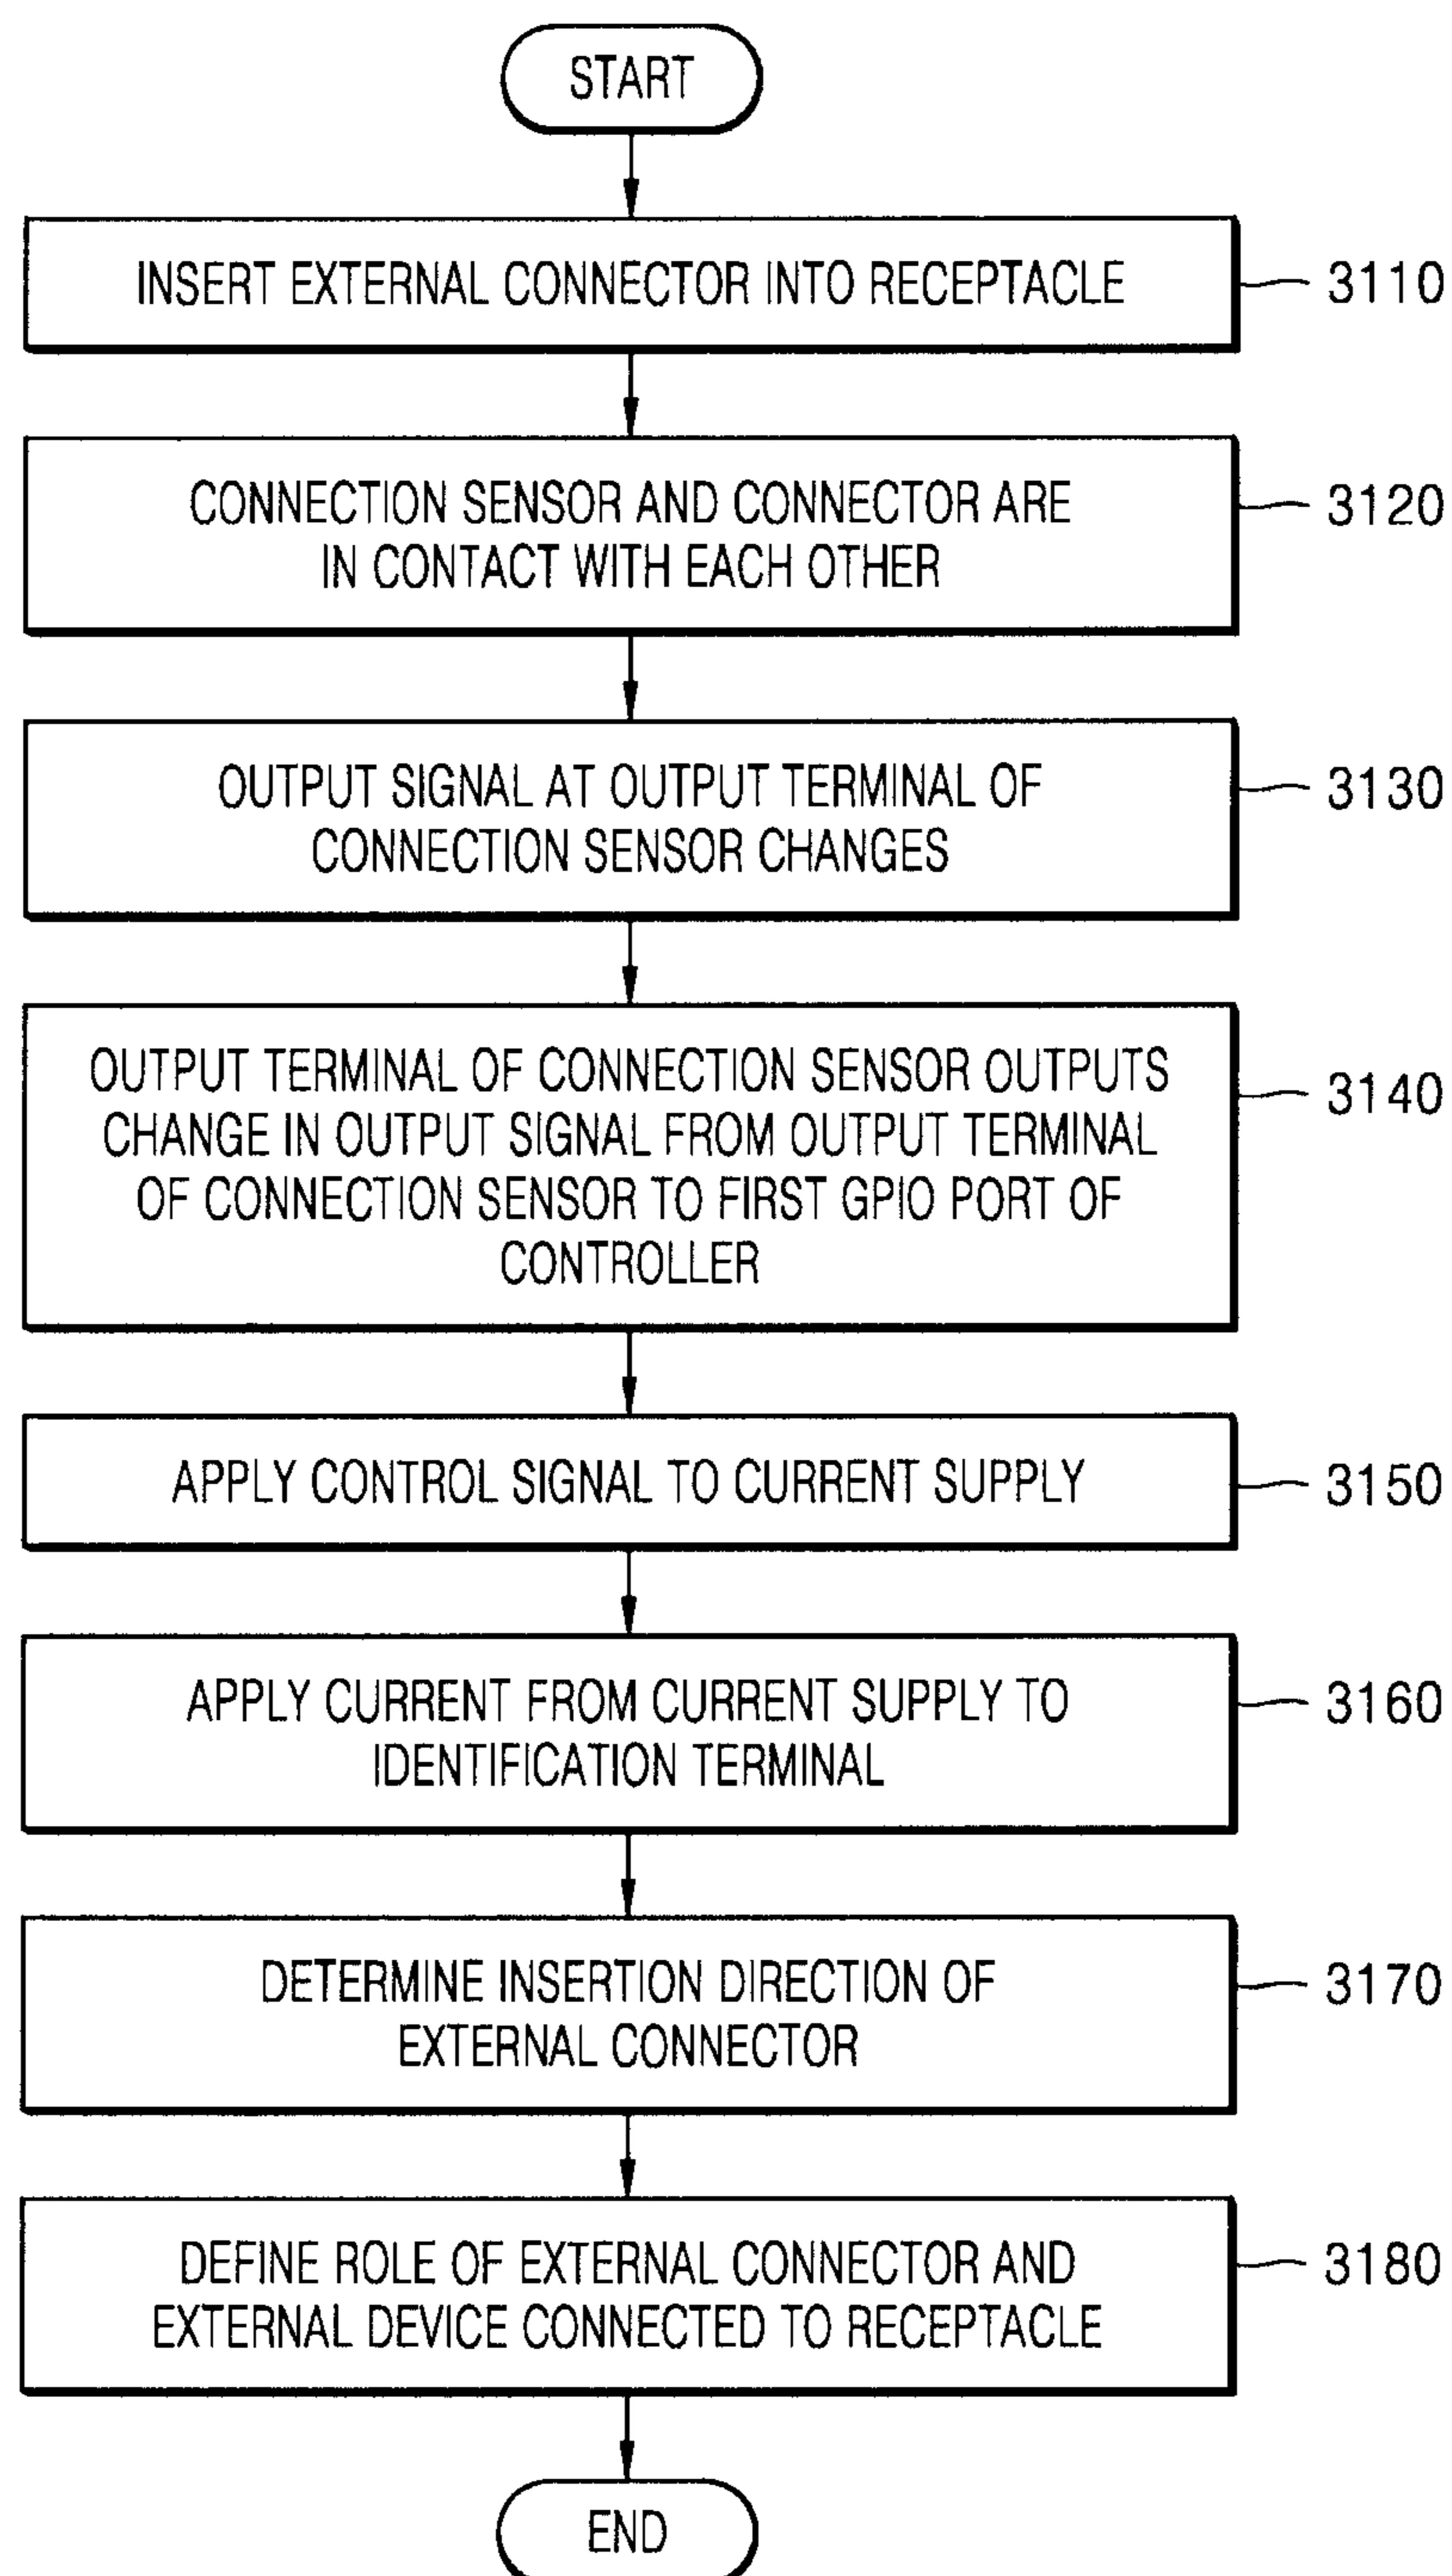 START
INSERT EXTERNAL CONNECTOR INTO RECEPTACLE
3110
CONNECTION SENSOR AND CONNECTOR ARE
IN CONTACT WITH EACH OTHER
3120
OUTPUT SIGNAL AT OUTPUT TERMINAL OF
CONNECTION SENSOR CHANGES
3130
OUTPUT TERMINAL OF CONNECTION SENSOR OUTPUTS
CHANGE IN OUTPUT SIGNAL FROM OUTPUT TERMINAL
OF CONNECTION SENSOR TO FIRST GPIO PORT OF
CONTROLLER
3140
APPLY CONTROL SIGNAL TO CURRENT SUPPLY
3150
APPLY CURRENT FROM CURRENT SUPPLY TO
IDENTIFICATION TERMINAL
3160
DETERMINE INSERTION DIRECTION OF
EXTERNAL CONNECTOR
3170
DEFINE ROLE OF EXTERNAL CONNECTOR AND
EXTERNAL DEVICE CONNECTED TO RECEPTACLE
3180
END